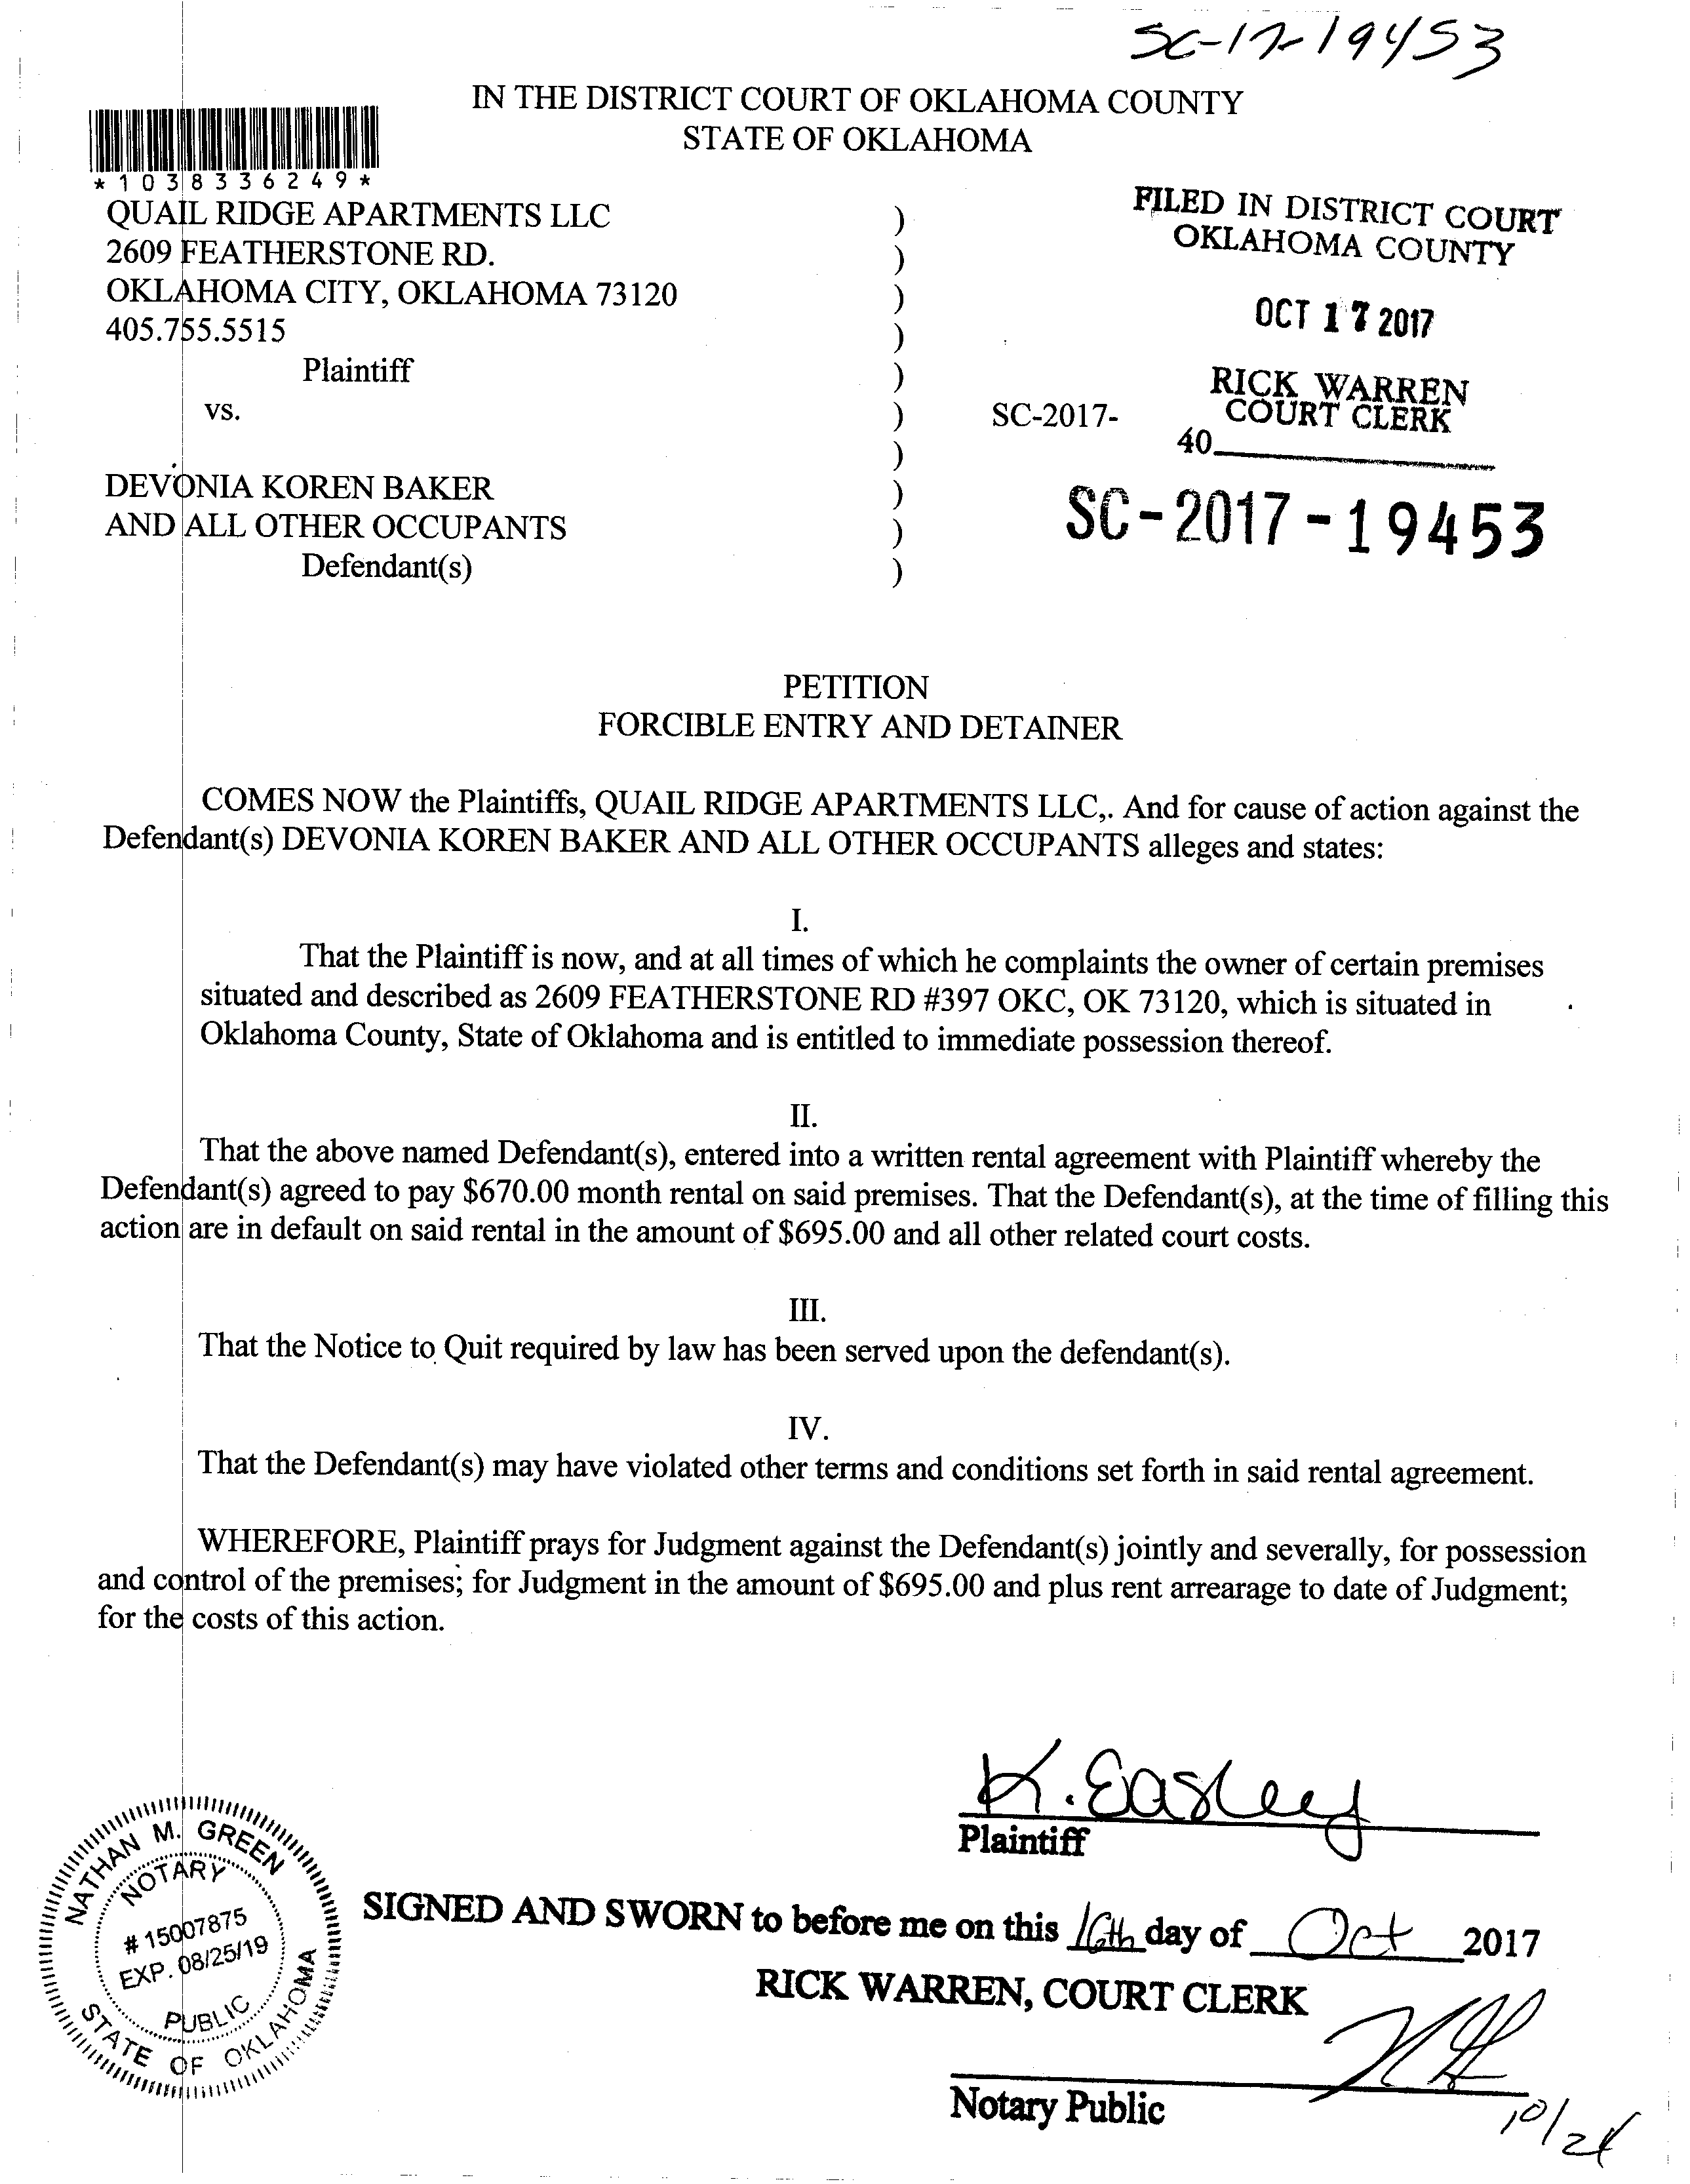 SC-17-19453
IN THE DISTRICT COURT OF OKLAHOMA COUNTY
STATE OF OKLAHOMA
*1038336249*
QUAIL RIDGE APARTMENTS LLC )
2609 FEATHERSTONE RD. )
OKLAHOMA CITY, OKLAHOMA 73120 )
405.755.5515 )
Plaintiff )
vs. ) SC-2017-
)
DEVONIA KOREN BAKER )
AND ALL OTHER OCCUPANTS )
Defendant(s) )
FILED IN DISTRICT COURT
OKLAHOMA COUNTY
OCT 17 2017
RICK WARREN
COURT CLERK
40
SC-2017-19453
PETITION
FORCIBLE ENTRY AND DETAINER
COMES NOW the Plaintiffs, QUAIL RIDGE APARTMENTS LLC,. And for cause of action against the
Defendant(s) DEVONIA KOREN BAKER AND ALL OTHER OCCUPANTS alleges and states:
I.
That the Plaintiff is now, and at all times of which he complaints the owner of certain premises
situated and described as 2609 FEATHERSTONE RD #397 OKC, OK 73120, which is situated in
Oklahoma County, State of Oklahoma and is entitled to immediate possession thereof.
II.
That the above named Defendant(s), entered into a written rental agreement with Plaintiff whereby the
Defendant(s) agreed to pay $670.00 month rental on said premises. That the Defendant(s), at the time of filling this
action are in default on said rental in the amount of $695.00 and all other related court costs.
III.
That the Notice to Quit required by law has been served upon the defendant(s).
IV.
That the Defendant(s) may have violated other terms and conditions set forth in said rental agreement.
WHEREFORE, Plaintiff prays for Judgment against the Defendant(s) jointly and severally, for possession
and control of the premises; for Judgment in the amount of $695.00 and plus rent arrearage to date of Judgment;
for the costs of this action.
K. Easley
Plaintiff
NATHAN M. GREEN
NOTARY
# 15007875
EXP. 08/25/19
PUBLIC
STATE OF OKLAHOMA
SIGNED AND SWORN to before me on this 16th day of Oct 2017
RICK WARREN, COURT CLERK
Notary Public
10/24